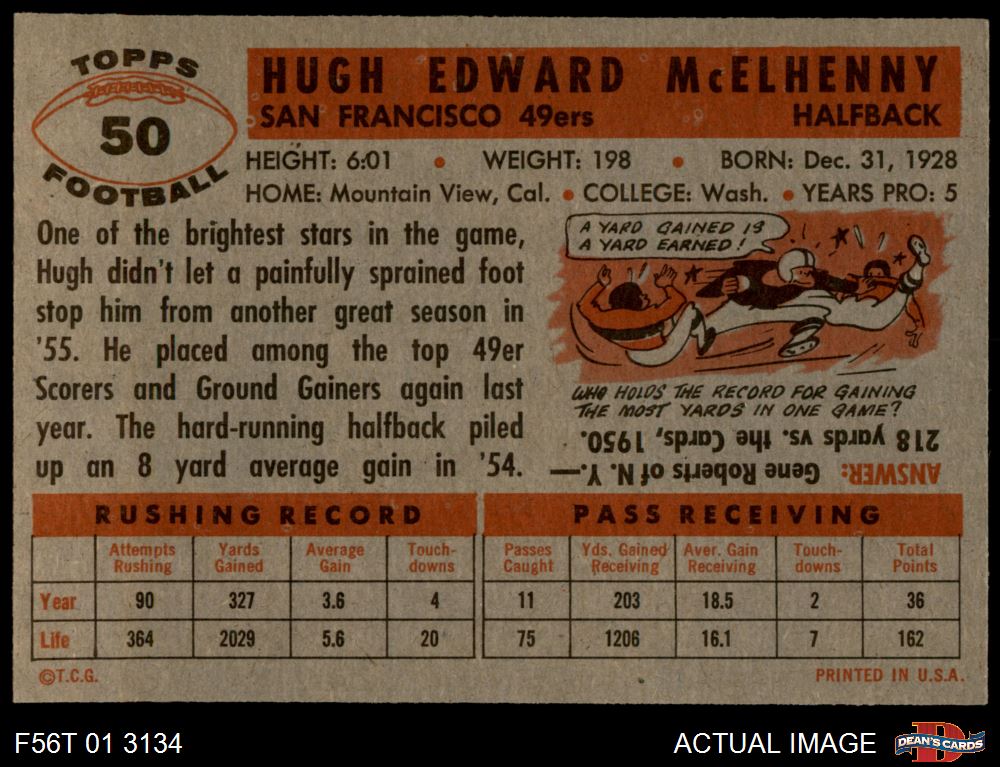 TOPPS
50
FOOTBALL
HUGH EDWARD McELHENNY
SAN FRANCISCO 49ers HALFBACK
HEIGHT: 6:01 • WEIGHT: 198 • BORN: Dec. 31, 1928
HOME: Mountain View, Cal. • COLLEGE: Wash. • YEARS PRO: 5
One of the brightest stars in the game,
Hugh didn't let a painfully sprained foot
stop him from another great season in
'55. He placed among the top 49er
Scorers and Ground Gainers again last
year. The hard-running halfback piled
up an 8 yard average gain in '54.
A YARD GAINED IS
A YARD EARNED!
WHO HOLDS THE RECORD FOR GAINING
THE MOST YARDS IN ONE GAME?
ANSWER: Gene Roberts of N. Y.—
218 yards vs. the Cards, 1950.
RUSHING RECORD
Attempts Rushing Yards Gained Average Gain Touch-downs
Year 90 327 3.6 4
Life 364 2029 5.6 20
PASS RECEIVING
Passes Caught Yds. Gained Receiving Aver. Gain Receiving Touch-downs Total Points
11 203 18.5 2 36
75 1206 16.1 7 162
©T.C.G. PRINTED IN U.S.A.
F56T 01 3134 ACTUAL IMAGE
D
DEAN'S CARDS